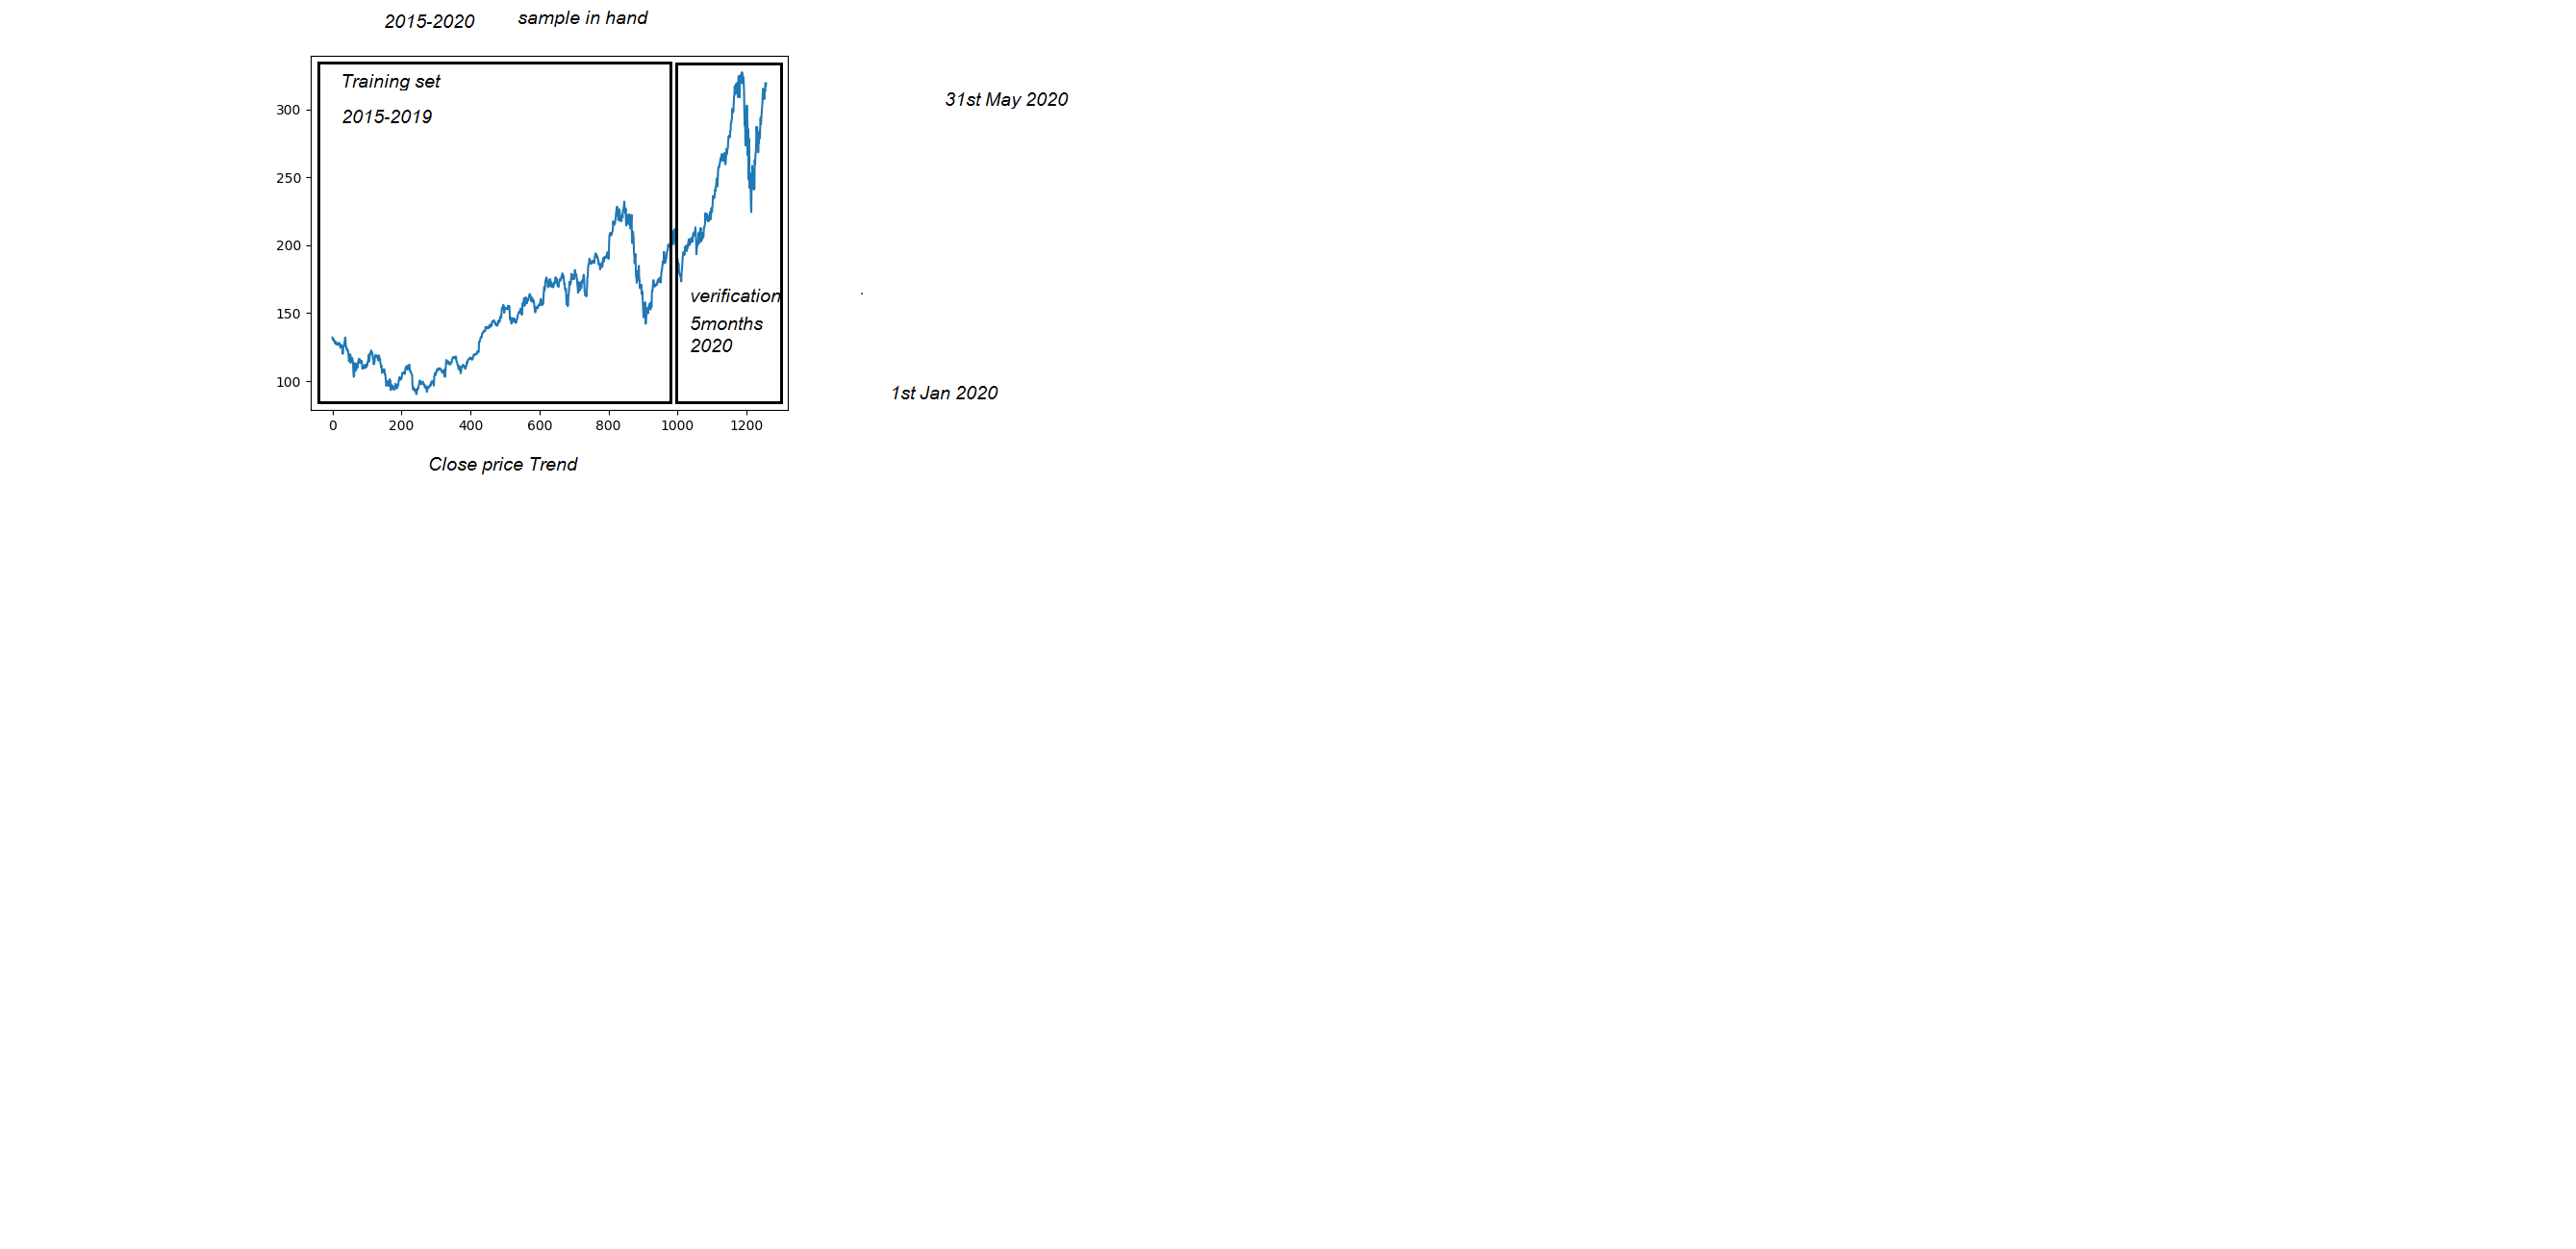 2015-2020 sample in hand
Training set
2015-2019
300
250
200
150
100
verification
5months
2020
0 200 400 600 800 1000 1200
Close price Trend
31st May 2020
1st Jan 2020